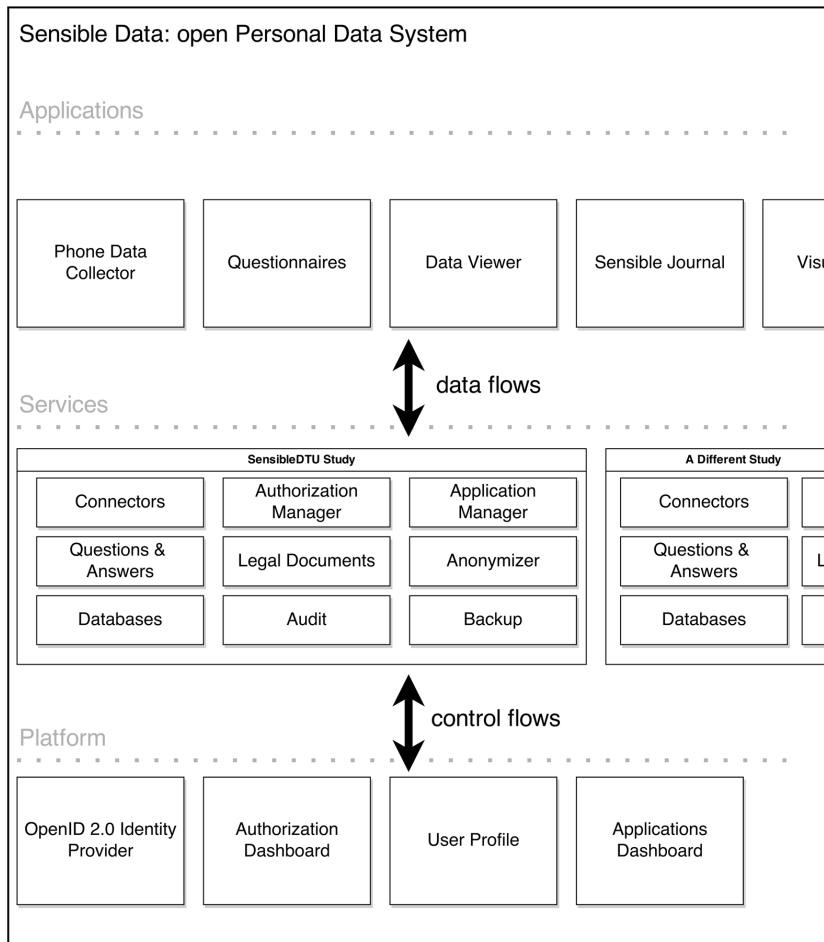 Sensible Data: open Personal Data System
Applications
Phone Data
Collector
Questionnaires
Data Viewer
Sensible Journal
data flows
Services
SensibleDTU Study
Connectors
Authorization
Manager
Application
Manager
Questions &
Answers
Legal Documents
Anonymizer
Databases
Audit
Backup
A Different Study
Connectors
Questions &
Answers
Databases
control flows
Platform
OpenID 2.0 Identity
Provider
Authorization
Dashboard
User Profile
Applications
Dashboard